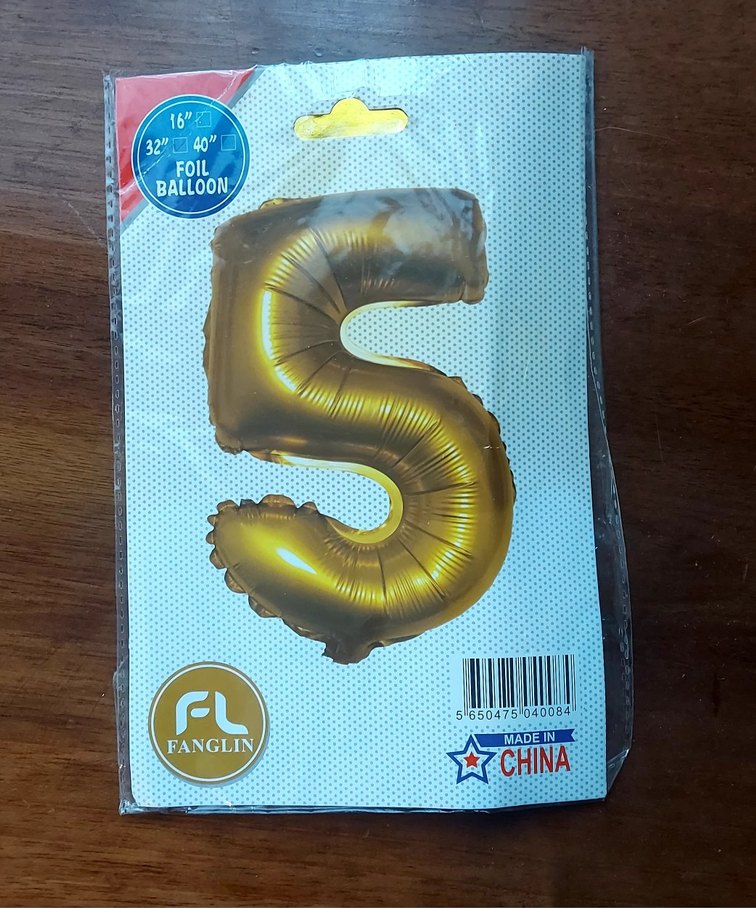 16"
32" 40"
FOIL
BALLOON
5
FL
FANGLIN
5 650475 040084
MADE IN
CHINA